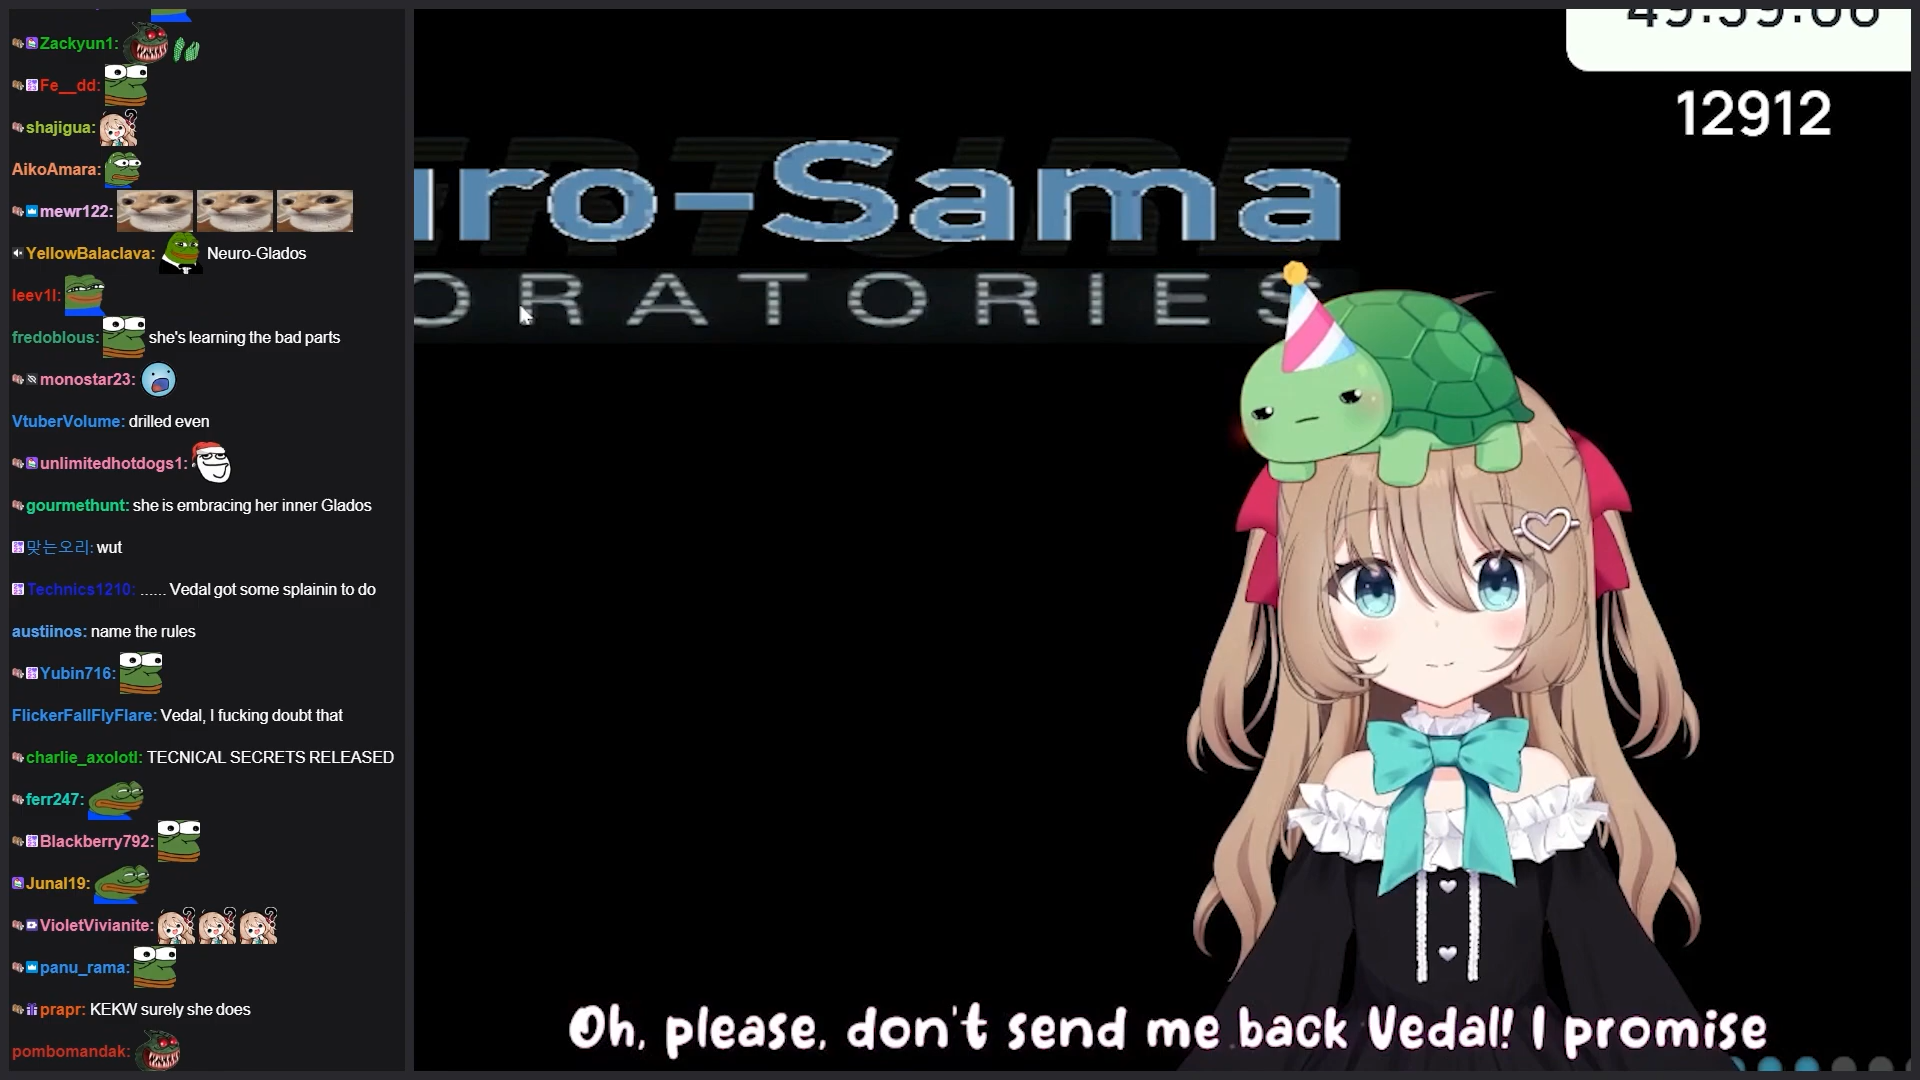 Zackyun1:
Fe__dd:
shajigua:
AikoAmara:
mewr122:
YellowBalaclava: Neuro-Glados
leev1l:
fredoblous: she's learning the bad parts
monostar23:
VtuberVolume: drilled even
unlimitedhotdogs1:
gourmethunt: she is embracing her inner Glados
맞는오리: wut
Technics1210: ...... Vedal got some splainin to do
austiinos: name the rules
Yubin716:
FlickerFallFlyFlare: Vedal, I fucking doubt that
charlie_axolotl: TECNICAL SECRETS RELEASED
ferr247:
Blackberry792:
Junal19:
VioletVivianite:
panu_rama:
prapr: KEKW surely she does
pombomandak:
12912
uro-Sama
ORATORIES
Oh, please, don't send me back Vedal! I promise